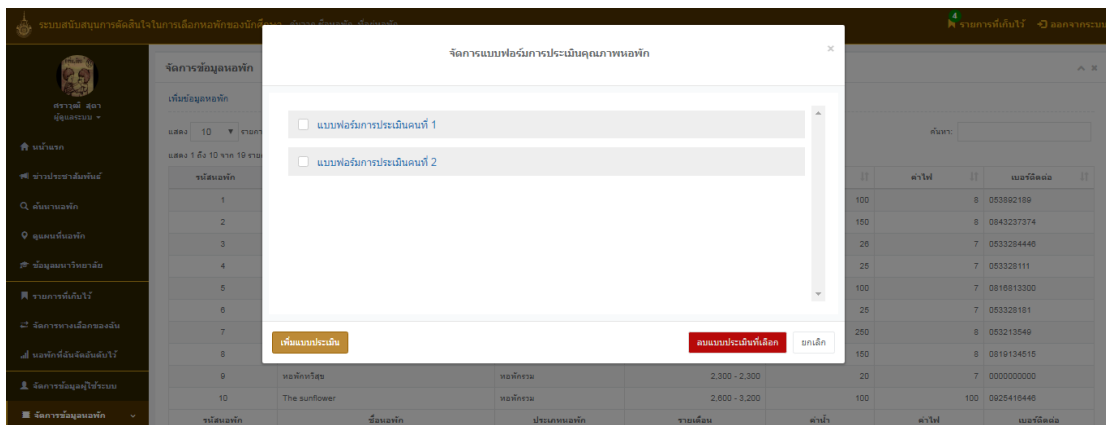 ระบบสนับสนุนการตัดสินใจในการเลือกหอพักของนักศึกษา
4
รายการที่เก็บไว้
ออกจากระบบ
ศราวุฒิ สุดา
ผู้ดูแลระบบ
หน้าแรก
ข่าวประชาสัมพันธ์
ค้นหาหอพัก
ดูแผนที่หอพัก
ข้อมูลมหาวิทยาลัย
รายการที่เก็บไว้
จัดการทางเลือกของฉัน
หอพักที่ฉันจัดอันดับไว้
จัดการข้อมูลผู้ใช้ระบบ
จัดการข้อมูลหอพัก
จัดการข้อมูลหอพัก
เพิ่มข้อมูลหอพัก
แสดง 10
ค้นหา:
แสดง 1 ถึง 10 จาก 19
จัดการแบบฟอร์มการประเมินคุณภาพหอพัก
×
แบบฟอร์มการประเมินคนที่ 1
แบบฟอร์มการประเมินคนที่ 2
เพิ่มแบบประเมิน
ลบแบบประเมินที่เลือก
ยกเลิก
รหัสหอพัก ค่าไฟ เบอร์ติดต่อ
1 100 8 053892189
2 150 8 0843237374
3 26 7 0533284446
4 25 7 053328111
5 100 7 0816813300
6 25 7 053328181
7 250 8 053213549
8 150 8 0819134515
9 หอพักรวม 2,300 - 2,300 20 7 0000000000
10 The sunflower หอพักรวม 2,600 - 3,200 100 100 0925416446
รหัสหอพัก ชื่อหอพัก ประเภทหอพัก รายเดือน ค่าน้ำ ค่าไฟ เบอร์ติดต่อ